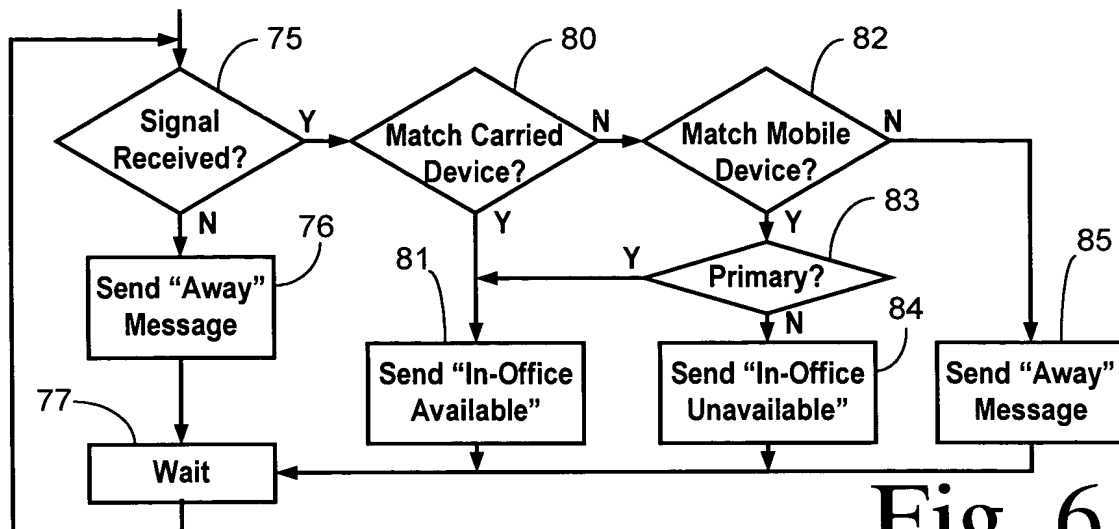 75
80
82
Signal
Received?
Y
Match Carried
Device?
N
Match Mobile
Device?
N
N
76
Y
Y
83
Send “Away”
Message
81
Y
Primary?
85
N
84
Send “In-Office
Available”
Send “In-Office
Unavailable”
Send “Away”
Message
77
Wait
Fig. 6